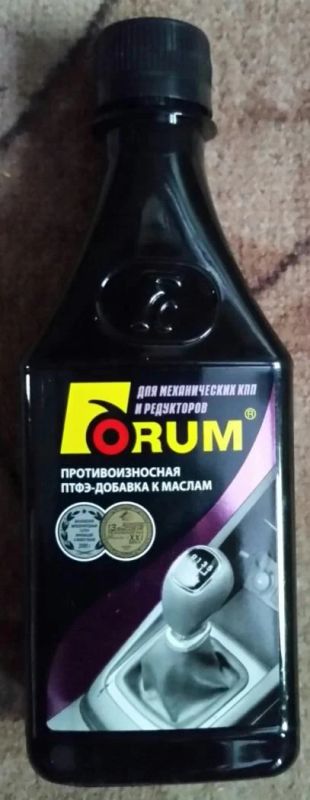 ДЛЯ МЕХАНИЧЕСКИХ КПП
И РЕДУКТОРОВ
FORUM®
ПРОТИВОИЗНОСНАЯ
ПТФЭ-ДОБАВКА К МАСЛАМ